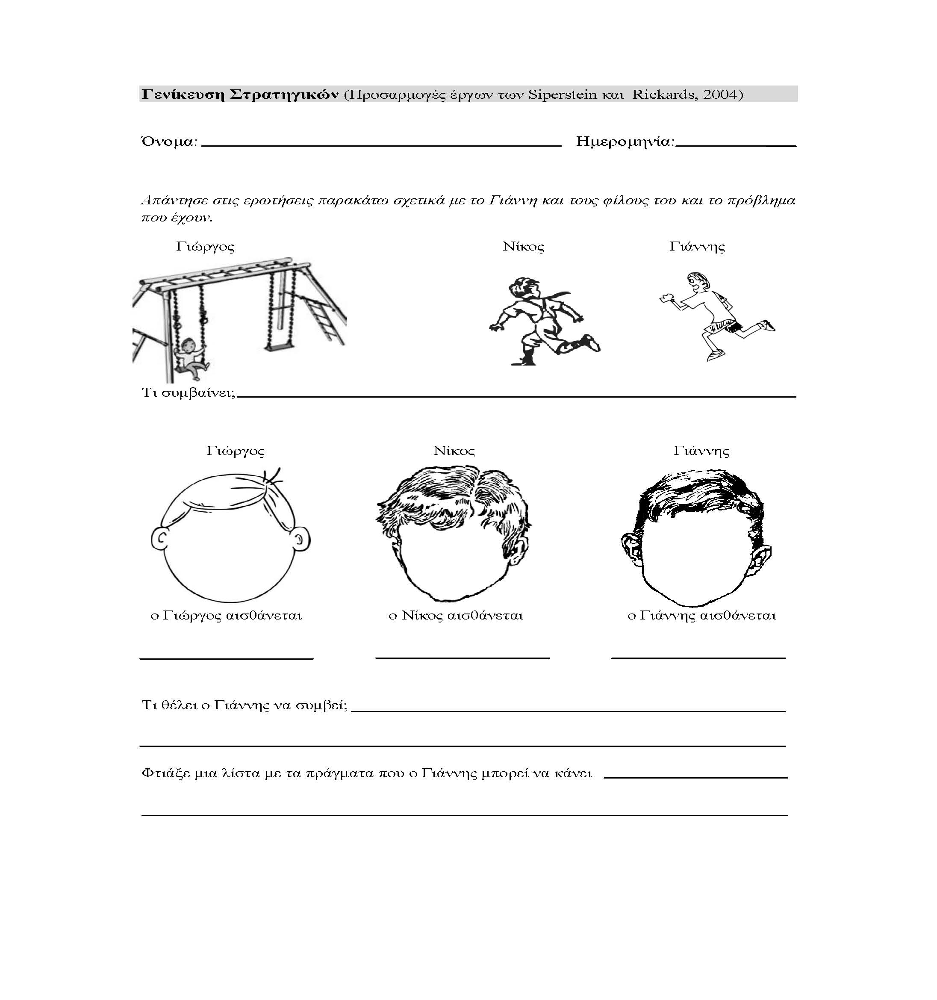 Γενίκευση Στρατηγικών (Προσαρμογές έργων των Siperstein και Rickards, 2004)
Όνομα: Ημερομηνία:
Απάντησε στις ερωτήσεις παρακάτω σχετικά με το Γιάννη και τους φίλους του και το πρόβλημα
που έχουν.
Γιώργος Νίκος Γιάννης
Τι συμβαίνει;
Γιώργος Νίκος Γιάννης
ο Γιώργος αισθάνεται ο Νίκος αισθάνεται ο Γιάννης αισθάνεται
Τι θέλει ο Γιάννης να συμβεί;
Φτιάξε μια λίστα με τα πράγματα που ο Γιάννης μπορεί να κάνει